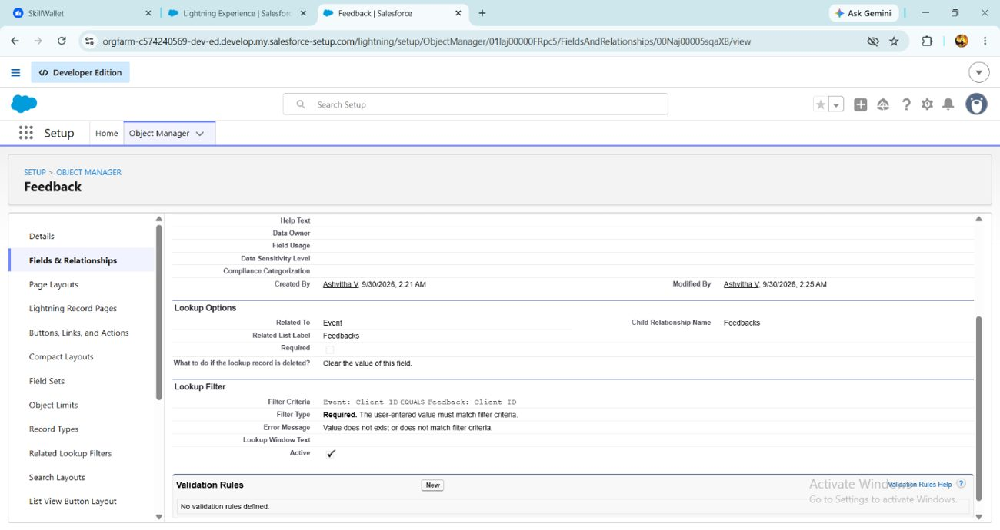 SkillWallet
Lightning Experience | Salesforc
Feedback | Salesforce
Ask Gemini
orgfarm-c574240569-dev-ed.develop.my.salesforce-setup.com/lightning/setup/ObjectManager/01Iaj00000FRpc5/FieldsAndRelationships/00Naj00005sqaXB/view
</> Developer Edition
Search Setup
Setup
Home
Object Manager
SETUP > OBJECT MANAGER
Feedback
Details
Fields & Relationships
Page Layouts
Lightning Record Pages
Buttons, Links, and Actions
Compact Layouts
Field Sets
Object Limits
Record Types
Related Lookup Filters
Search Layouts
List View Button Layout
Help Text
Data Owner
Field Usage
Data Sensitivity Level
Compliance Categorization
Created By Ashvitha V, 9/30/2026, 2:21 AM Modified By Ashvitha V, 9/30/2026, 2:25 AM
Lookup Options
Related To Event Child Relationship Name Feedbacks
Related List Label Feedbacks
Required
What to do if the lookup record is deleted? Clear the value of this field.
Lookup Filter
Filter Criteria Event: Client ID EQUALS Feedback: Client ID
Filter Type Required. The user-entered value must match filter criteria.
Error Message Value does not exist or does not match filter criteria.
Lookup Window Text
Active
Validation Rules New Validation Rules Help ?
No validation rules defined.
Activate Windows
Go to Settings to activate Windows.